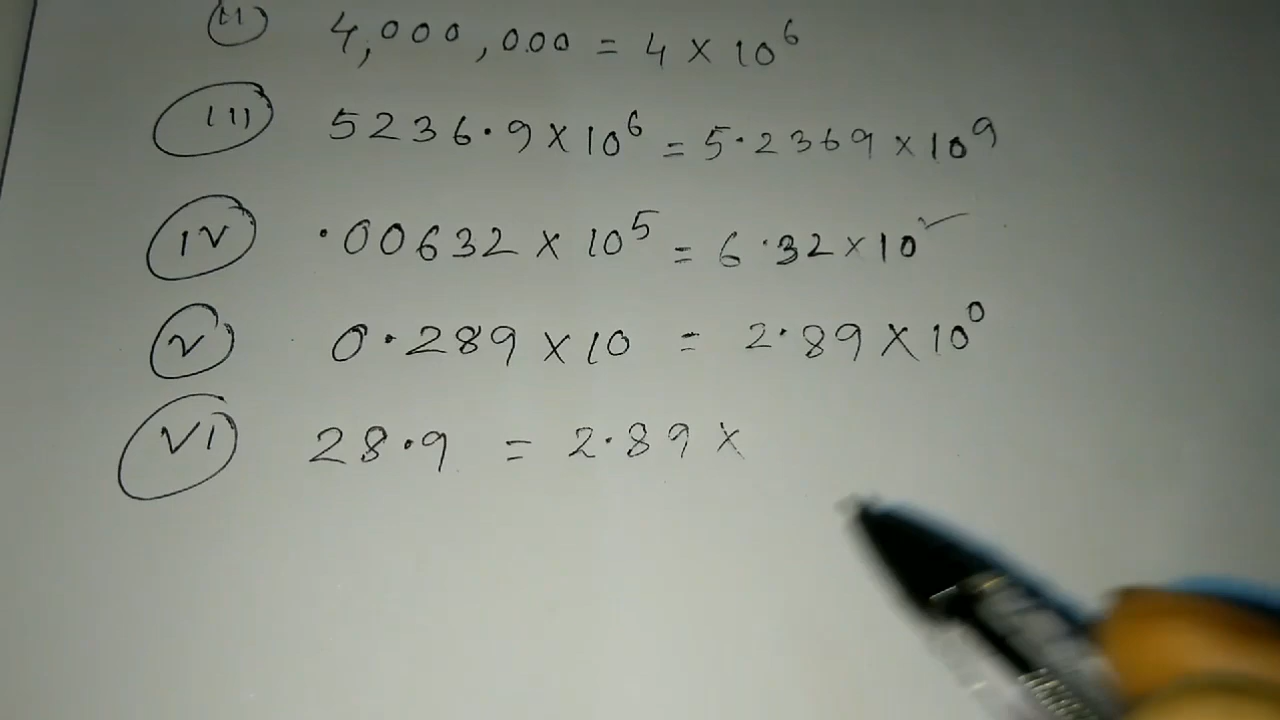 (ii) 4,000,000 = 4 × 10⁶
(iii) 5236.9 × 10⁶ = 5.2369 × 10⁹
(iv) .00632 × 10⁵ = 6.32 × 10²
(v) 0.289 × 10 = 2.89 × 10⁰
(vi) 28.9 = 2.89 ×